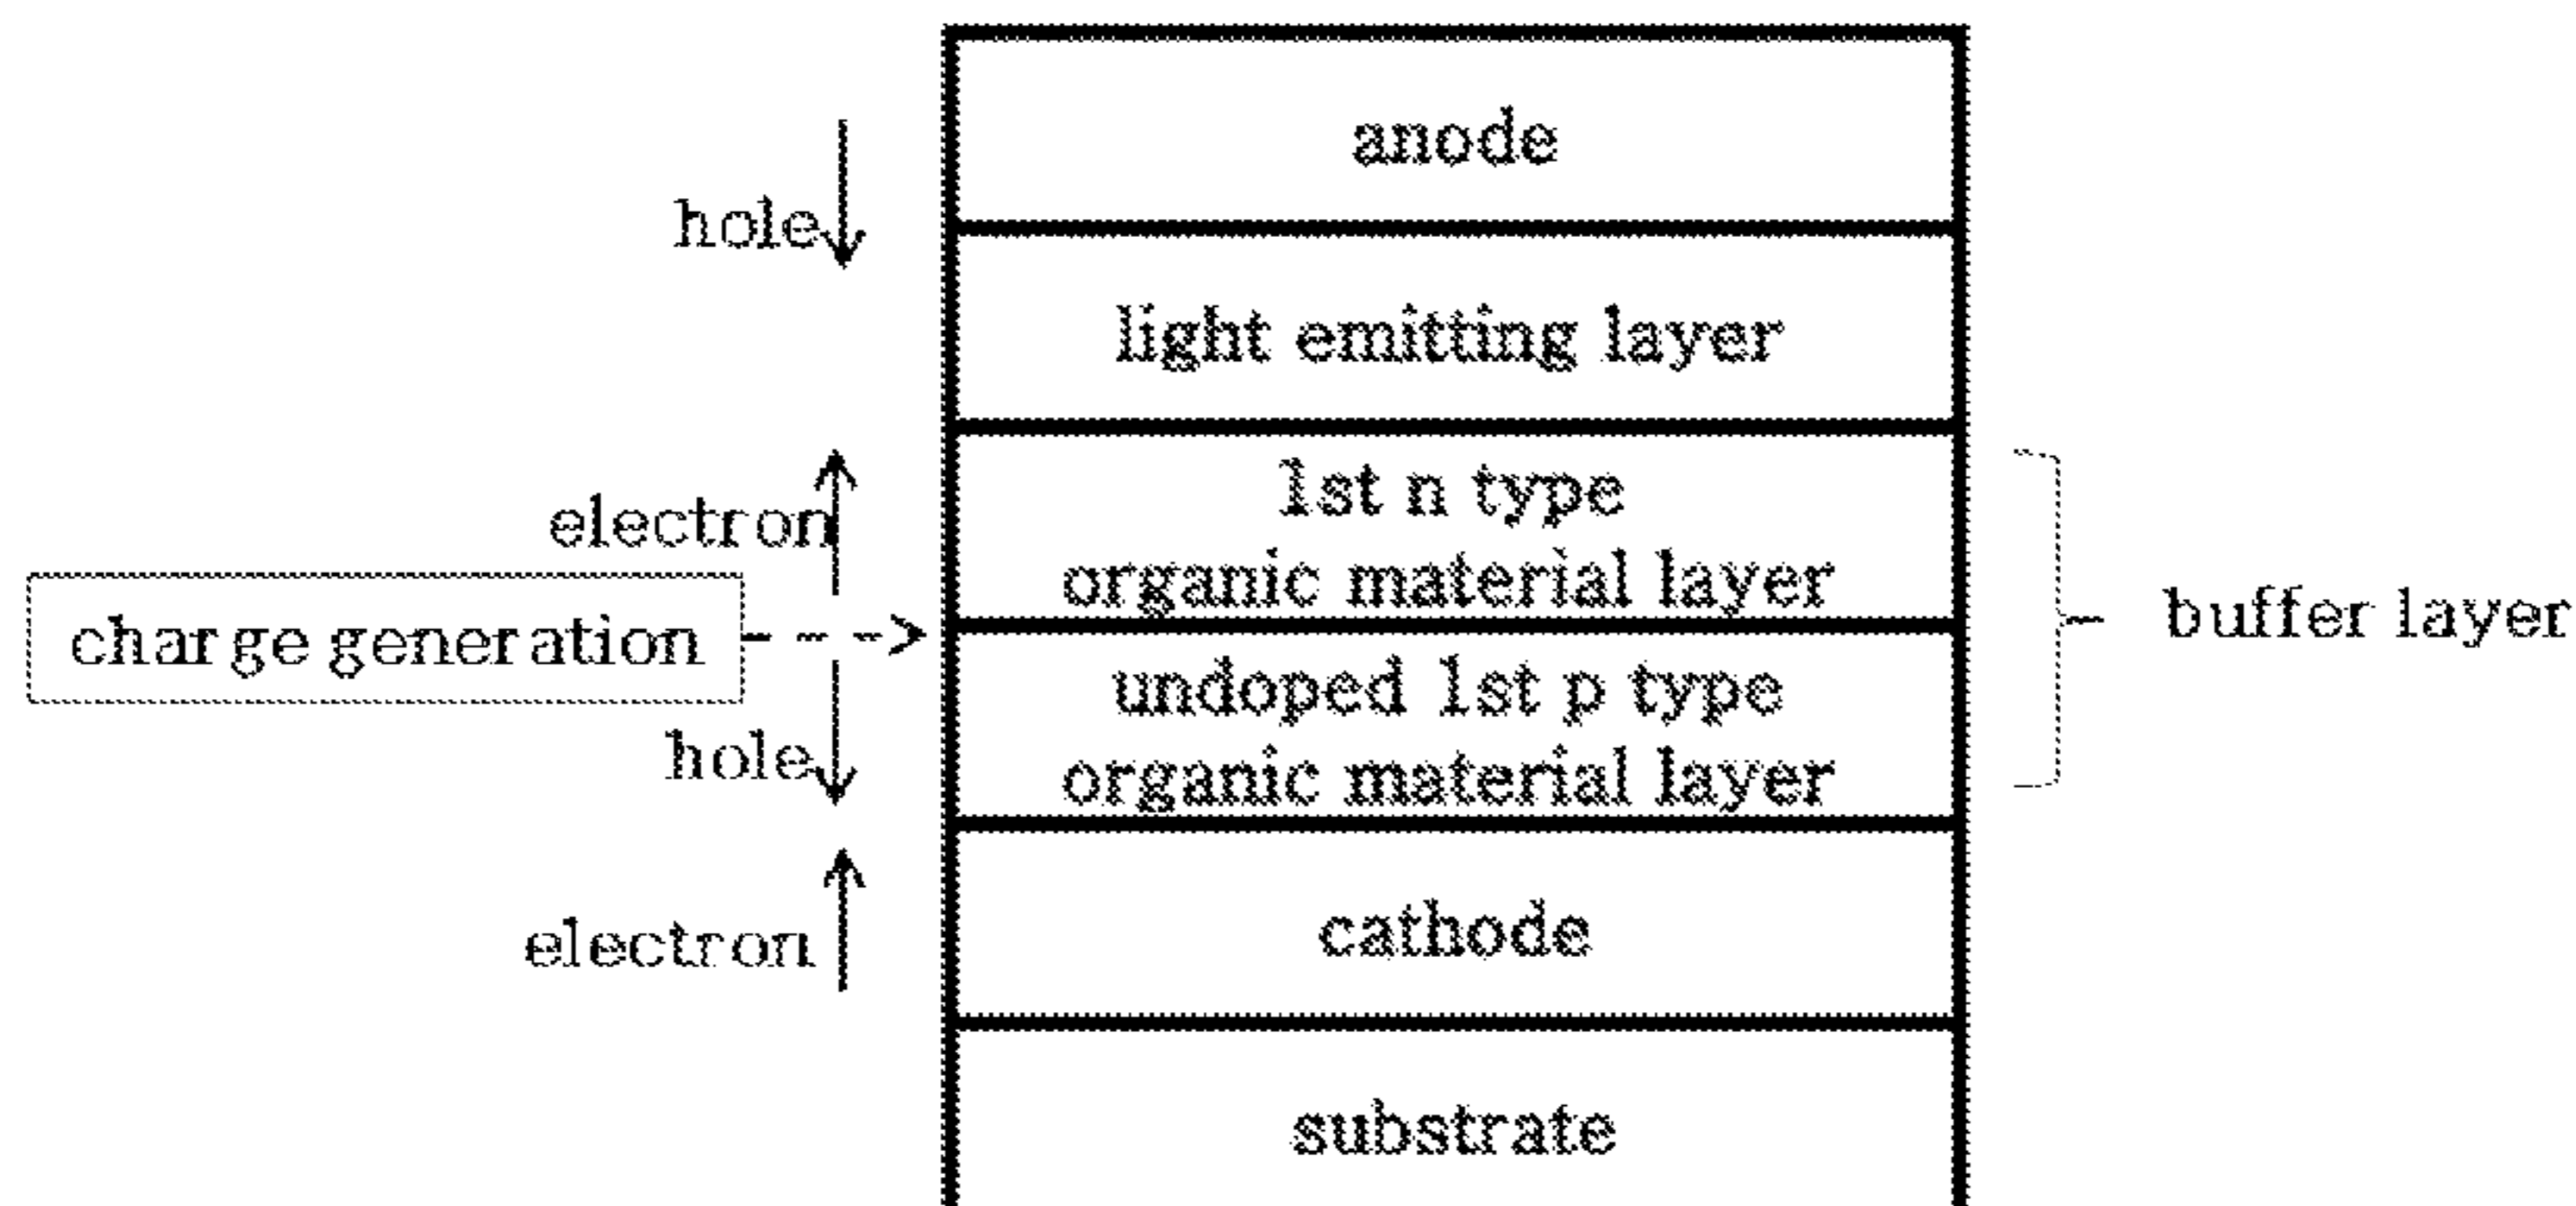 anode
hole
light emitting layer
1st n type
organic material layer
electron
charge generation
buffer layer
undoped 1st p type
organic material layer
hole
cathode
electron
substrate